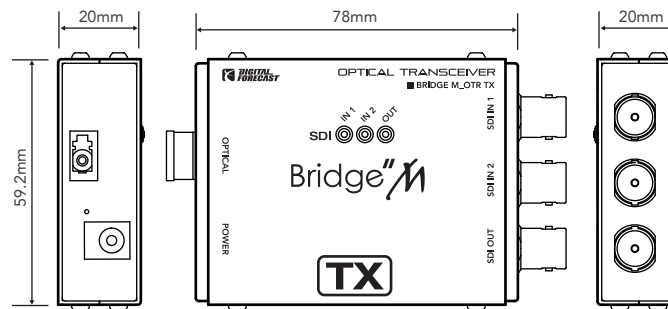 20mm
78mm
20mm
59.2mm
DIGITAL
FORECAST
OPTICAL TRANSCEIVER
BRIDGE M_OTR TX
SDI
IN 1
IN 2
OUT
OPTICAL
POWER
Bridge"M
SDI IN 1
SDI IN 2
SDI OUT
TX